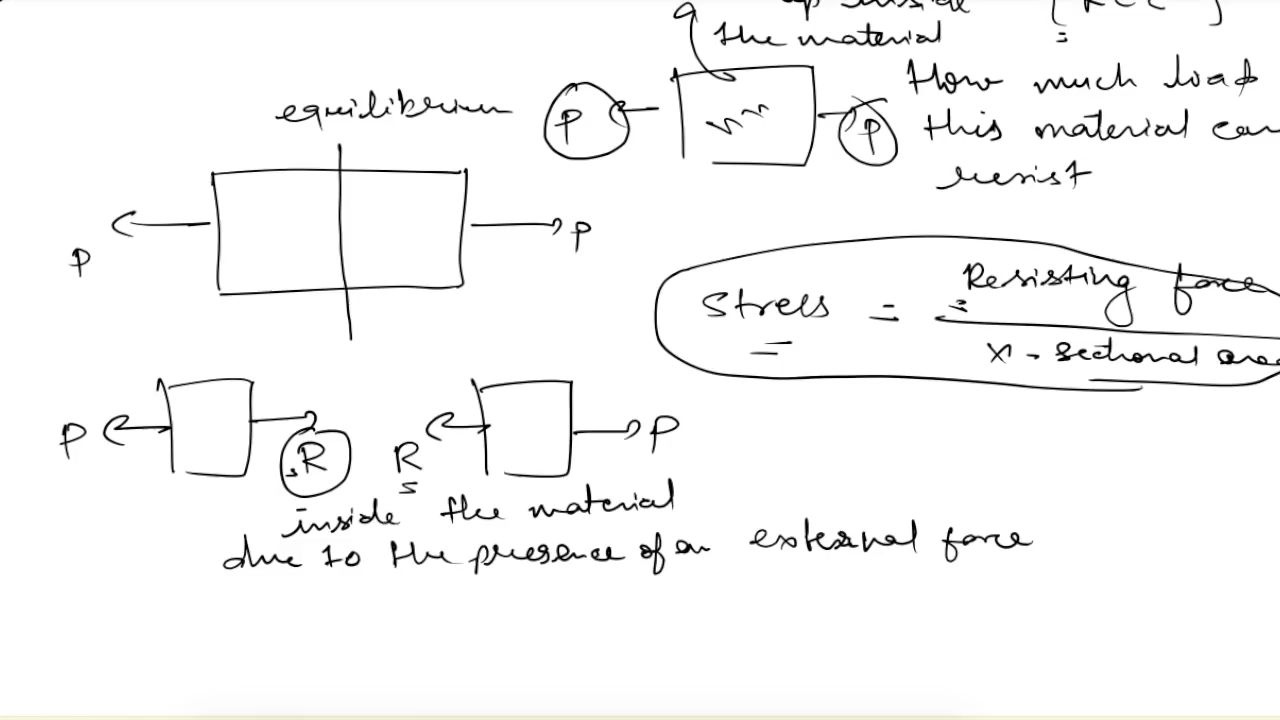 inside
the material
How much load
this material can
resist
equilibrium
P
P
P
P
Stress = Resisting force
x-sectional area
P
R
R
P
inside the material
due to the presence of an external force